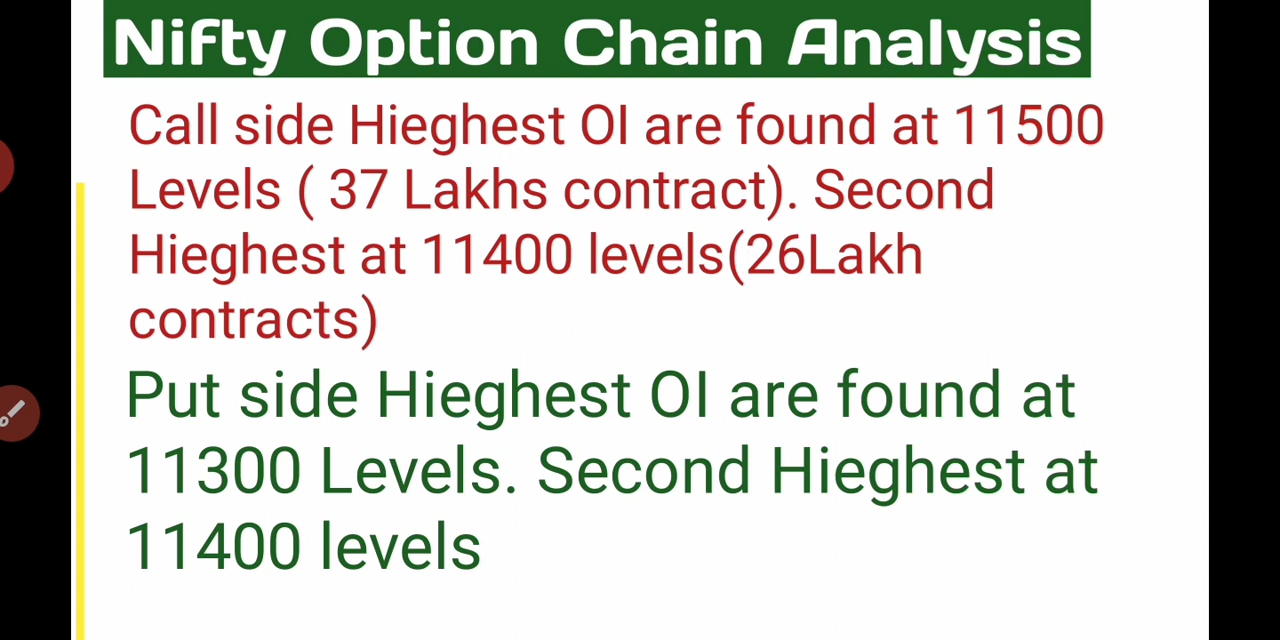 Nifty Option Chain Analysis
Call side Hieghest OI are found at 11500
Levels ( 37 Lakhs contract). Second
Hieghest at 11400 levels(26Lakh
contracts)
Put side Hieghest OI are found at
11300 Levels. Second Hieghest at
11400 levels